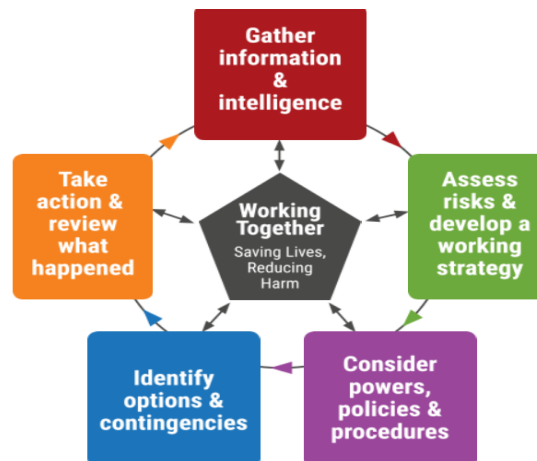 Gather
information
&
intelligence
Assess
risks &
develop a
working
strategy
Consider
powers,
policies &
procedures
Identify
options &
contingencies
Take
action &
review
what
happened
Working
Together
Saving Lives,
Reducing
Harm